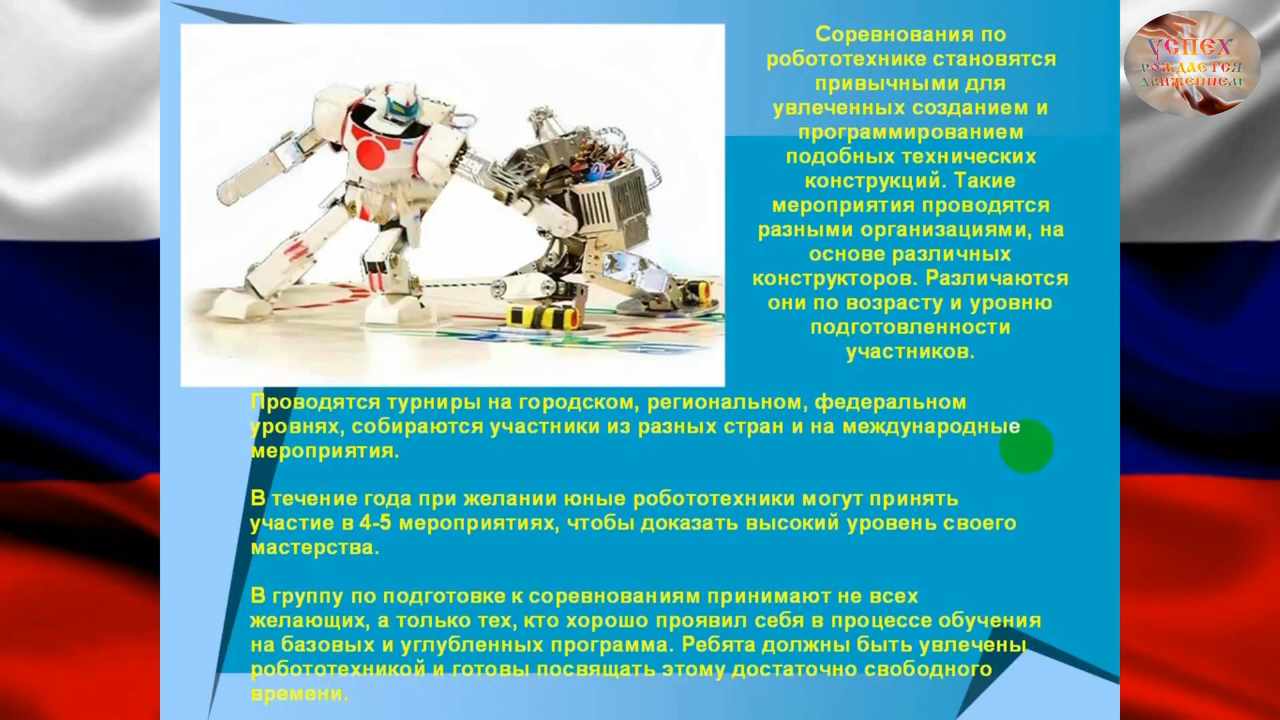 Соревнования по
робототехнике становятся
привычными для
увлеченных созданием и
программированием
подобных технических
конструкций. Такие
мероприятия проводятся
разными организациями, на
основе различных
конструкторов. Различаются
они по возрасту и уровню
подготовленности
участников.
Проводятся турниры на городском, региональном, федеральном
уровнях, собираются участники из разных стран и на международные
мероприятия.
В течение года при желании юные робототехники могут принять
участие в 4-5 мероприятиях, чтобы доказать высокий уровень своего
мастерства.
В группу по подготовке к соревнованиям принимают не всех
желающих, а только тех, кто хорошо проявил себя в процессе обучения
на базовых и углубленных программа. Ребята должны быть увлечены
робототехникой и готовы посвящать этому достаточно свободного
времени.
УСПЕХ
РОЖДАЕТСЯ
ДВИЖЕНИЕМ